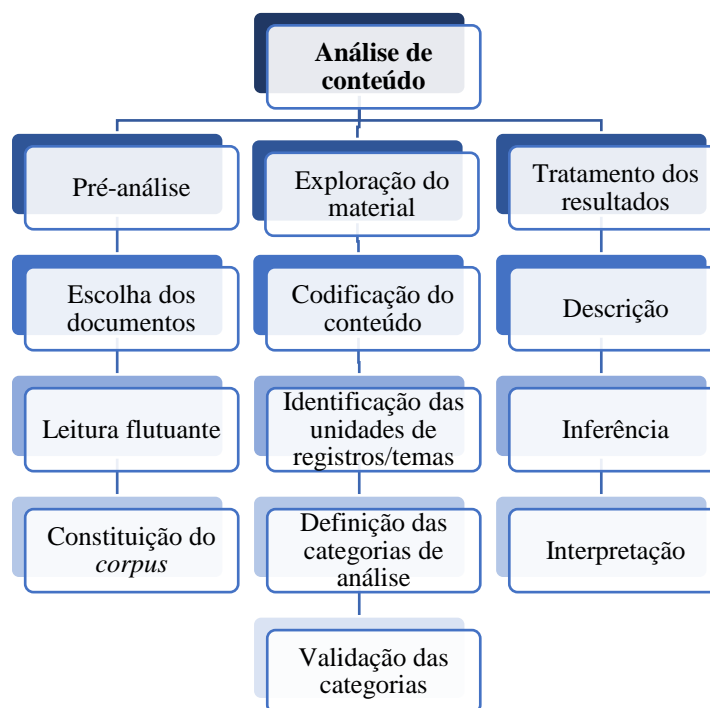 Análise de
conteúdo
Pré-análise
Escolha dos
documentos
Leitura flutuante
Constituição do
corpus
Exploração do
material
Codificação do
conteúdo
Identificação das
unidades de
registros/temas
Definição das
categorias de
análise
Validação das
categorias
Tratamento dos
resultados
Descrição
Inferência
Interpretação